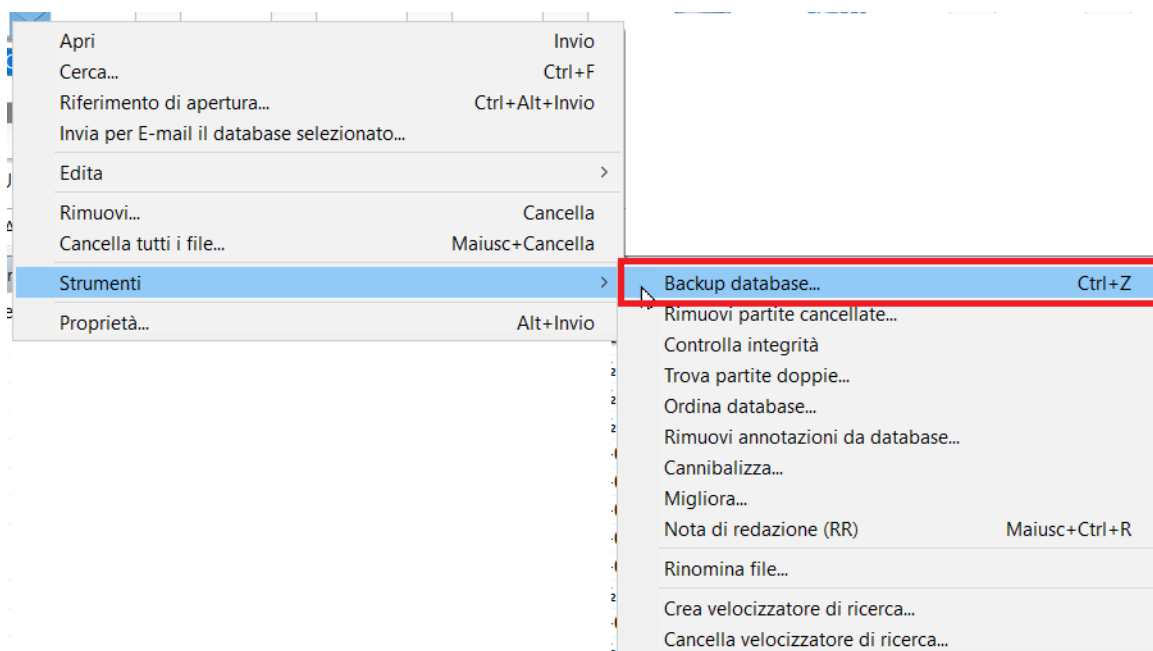 Apri Invio
Cerca... Ctrl+F
Riferimento di apertura... Ctrl+Alt+Invio
Invia per E-mail il database selezionato...
Edita
Rimuovi... Cancella
Cancella tutti i file... Maiusc+Cancella
Strumenti
Proprietà... Alt+Invio
Backup database... Ctrl+Z
Rimuovi partite cancellate...
Controlla integrità
Trova partite doppie...
Ordina database...
Rimuovi annotazioni da database...
Cannibalizza...
Migliora...
Nota di redazione (RR) Maiusc+Ctrl+R
Rinomina file...
Crea velocizzatore di ricerca...
Cancella velocizzatore di ricerca...